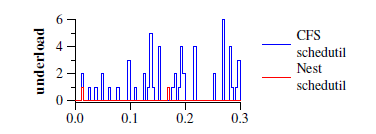 underload
6
4
2
0
0.0 0.1 0.2 0.3
CFS
schedutil
Nest
schedutil